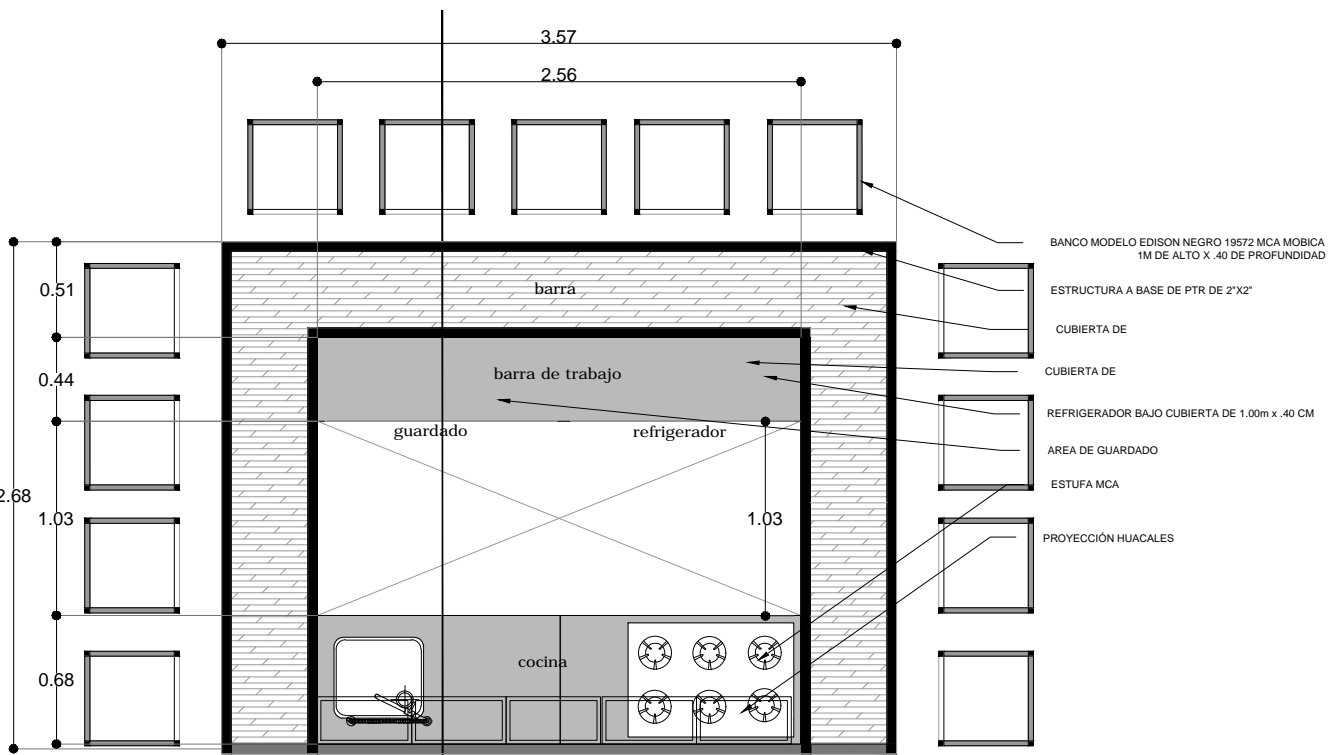 3.57
2.56
BANCO MODELO EDISON NEGRO 19572 MCA MOBICA
1M DE ALTO X .40 DE PROFUNDIDAD
0.51
barra
ESTRUCTURA A BASE DE PTR DE 2"X2"
CUBIERTA DE
0.44
barra de trabajo
CUBIERTA DE
REFRIGERADOR BAJO CUBIERTA DE 1.00m x .40 CM
guardado
refrigerador
AREA DE GUARDADO
2.68
ESTUFA MCA
1.03
1.03
PROYECCIÓN HUACALES
0.68
cocina